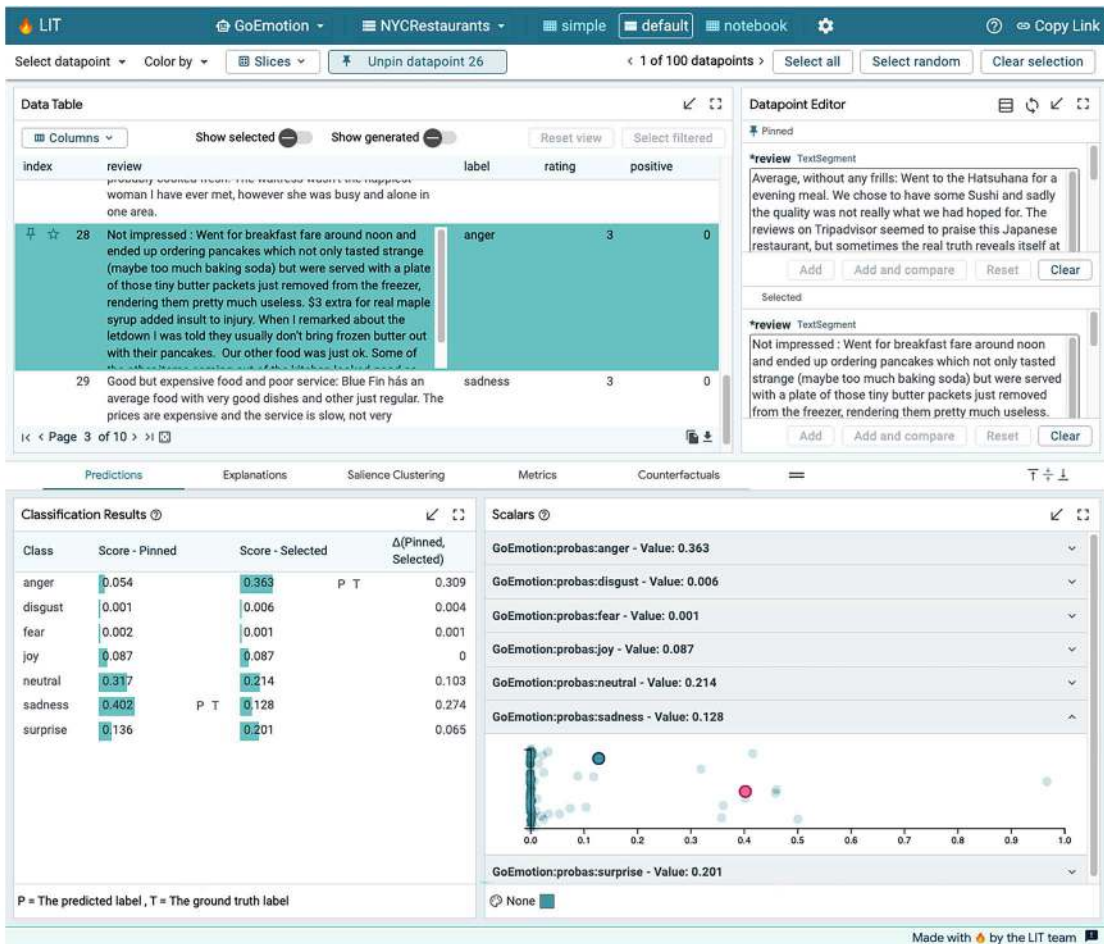 LIT
GoEmotion
NYCRestaurants
simple
default
notebook
Copy Link
Select datapoint
Color by
Slices
Unpin datapoint 26
1 of 100 datapoints
Select all
Select random
Clear selection
Data Table
Columns
Show selected
Show generated
Reset view
Select filtered
index
review
label
rating
positive
probably cooked fresh. The waitress wasn't the happiest
woman I have ever met, however she was busy and alone in
one area.
28
Not impressed : Went for breakfast fare around noon and
ended up ordering pancakes which not only tasted strange
(maybe too much baking soda) but were served with a plate
of those tiny butter packets just removed from the freezer,
rendering them pretty much useless. $3 extra for real maple
syrup added insult to injury. When I remarked about the
letdown I was told they usually don't bring frozen butter out
with their pancakes. Our other food was just ok. Some of
anger
3
0
29
Good but expensive food and poor service: Blue Fin hás an
average food with very good dishes and other just regular. The
prices are expensive and the service is slow, not very
sadness
3
0
Page 3 of 10
Datapoint Editor
Pinned
*review TextSegment
Average, without any frills: Went to the Hatsuhana for a
evening meal. We chose to have some Sushi and sadly
the quality was not really what we had hoped for. The
reviews on Tripadvisor seemed to praise this Japanese
restaurant, but sometimes the real truth reveals itself at
Add
Add and compare
Reset
Clear
Selected
*review TextSegment
Not impressed : Went for breakfast fare around noon
and ended up ordering pancakes which not only tasted
strange (maybe too much baking soda) but were served
with a plate of those tiny butter packets just removed
from the freezer, rendering them pretty much useless.
Add
Add and compare
Reset
Clear
Predictions
Explanations
Salience Clustering
Metrics
Counterfactuals
Classification Results
Class Score - Pinned Score - Selected Δ(Pinned, Selected)
anger 0.054 0.363 P T 0.309
disgust 0.001 0.006 0.004
fear 0.002 0.001 0.001
joy 0.087 0.087 0
neutral 0.317 0.214 0.103
sadness 0.402 P T 0.128 0.274
surprise 0.136 0.201 0.065
P = The predicted label , T = The ground truth label
Scalars
GoEmotion:probas:anger - Value: 0.363
GoEmotion:probas:disgust - Value: 0.006
GoEmotion:probas:fear - Value: 0.001
GoEmotion:probas:joy - Value: 0.087
GoEmotion:probas:neutral - Value: 0.214
GoEmotion:probas:sadness - Value: 0.128
0.0 0.1 0.2 0.3 0.4 0.5 0.6 0.7 0.8 0.9 1.0
GoEmotion:probas:surprise - Value: 0.201
None
Made with by the LIT team